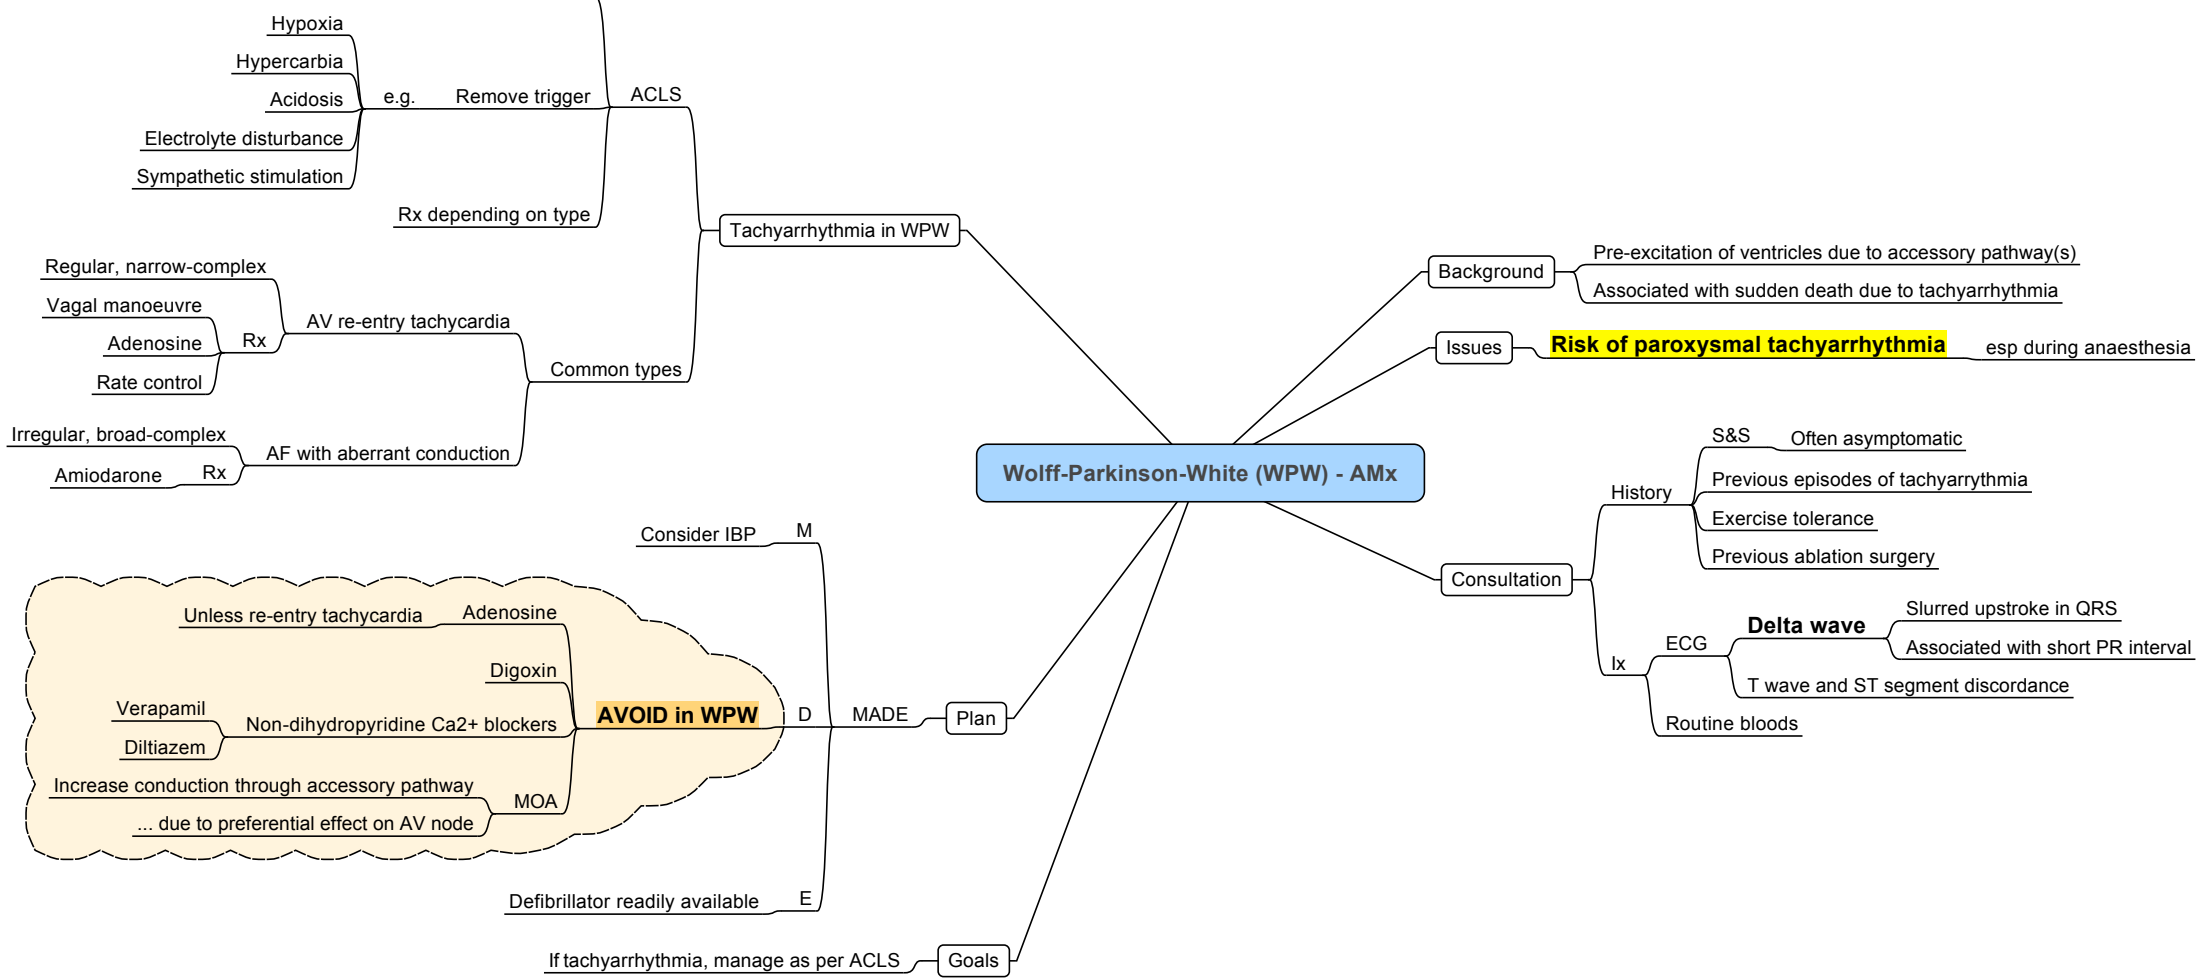 Wolff-Parkinson-White (WPW) - AMx
Background
Pre-excitation of ventricles due to accessory pathway(s)
Associated with sudden death due to tachyarrhythmia
Issues
Risk of paroxysmal tachyarrhythmia
esp during anaesthesia
Consultation
History
S&S
Often asymptomatic
Previous episodes of tachyarrythmia
Exercise tolerance
Previous ablation surgery
Ix
ECG
Delta wave
Slurred upstroke in QRS
Associated with short PR interval
T wave and ST segment discordance
Routine bloods
Goals
If tachyarrhythmia, manage as per ACLS
Plan
MADE
M
Consider IBP
D
AVOID in WPW
Adenosine
Unless re-entry tachycardia
Digoxin
Non-dihydropyridine Ca2+ blockers
Verapamil
Diltiazem
MOA
Increase conduction through accessory pathway
... due to preferential effect on AV node
E
Defibrillator readily available
Tachyarrhythmia in WPW
ACLS
Remove trigger
e.g.
Hypoxia
Hypercarbia
Acidosis
Electrolyte disturbance
Sympathetic stimulation
Rx depending on type
Common types
AV re-entry tachycardia
Regular, narrow-complex
Rx
Vagal manoeuvre
Adenosine
Rate control
AF with aberrant conduction
Irregular, broad-complex
Rx
Amiodarone